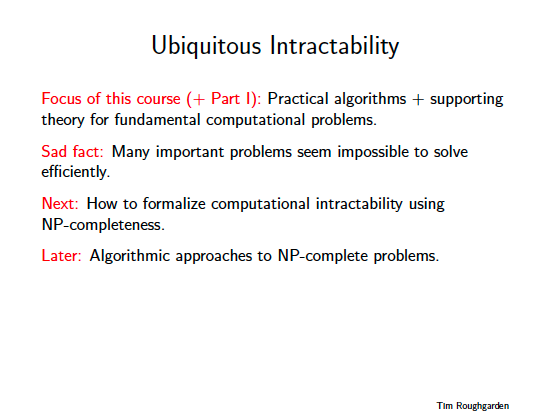 Ubiquitous Intractability
Focus of this course (+ Part I): Practical algorithms + supporting
theory for fundamental computational problems.
Sad fact: Many important problems seem impossible to solve
efficiently.
Next: How to formalize computational intractability using
NP-completeness.
Later: Algorithmic approaches to NP-complete problems.
Tim Roughgarden